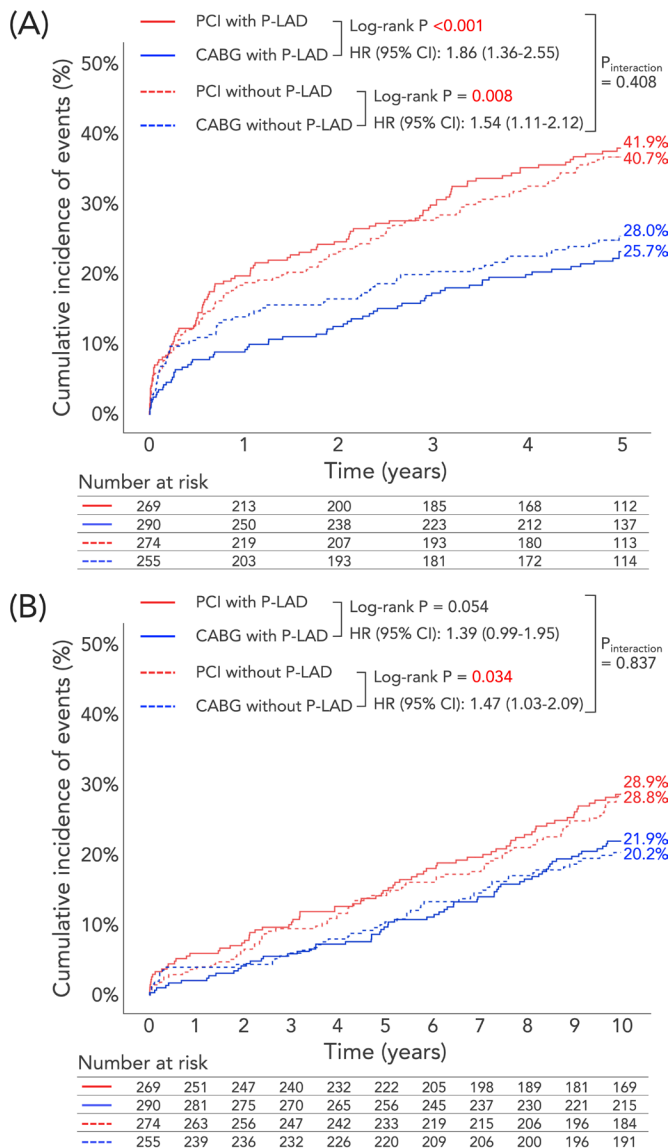 (A)
PCI with P-LAD
CABG with P-LAD
Log-rank P <0.001
HR (95% CI): 1.86 (1.36-2.55)
PCI without P-LAD
CABG without P-LAD
Log-rank P = 0.008
HR (95% CI): 1.54 (1.11-2.12)
Pinteraction
= 0.408
Cumulative incidence of events (%)
50%
40%
30%
20%
10%
0%
41.9%
40.7%
28.0%
25.7%
0 1 2 3 4 5
Time (years)
Number at risk
269 213 200 185 168 112
290 250 238 223 212 137
274 219 207 193 180 113
255 203 193 181 172 114
(B)
PCI with P-LAD
CABG with P-LAD
Log-rank P = 0.054
HR (95% CI): 1.39 (0.99-1.95)
PCI without P-LAD
CABG without P-LAD
Log-rank P = 0.034
HR (95% CI): 1.47 (1.03-2.09)
Pinteraction
= 0.837
Cumulative incidence of events (%)
50%
40%
30%
20%
10%
0%
28.9%
28.8%
21.9%
20.2%
0 1 2 3 4 5 6 7 8 9 10
Time (years)
Number at risk
269 251 247 240 232 222 205 198 189 181 169
290 281 275 270 265 256 245 237 230 221 215
274 263 256 247 242 233 219 215 206 196 184
255 239 236 232 226 220 209 206 200 196 191